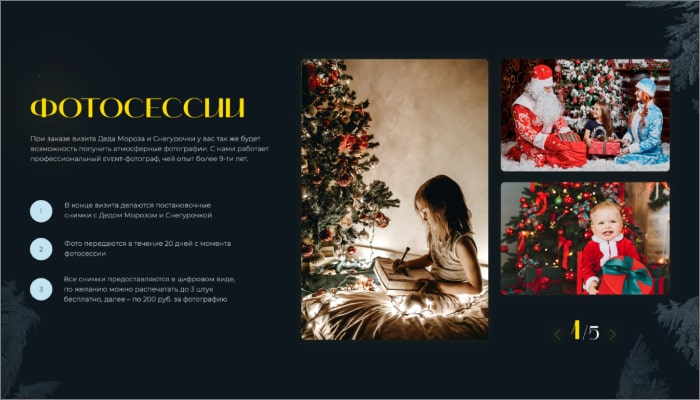 ФОТОСЕССИИ
При заказе визита Деда Мороза и Снегурочки у вас так же будет
возможность получить атмосферные фотографии. С нами работает
профессиональный EVENT-фотограф, чей опыт более 9-ти лет.
1
В конце визита делаются постановочные
снимки с Дедом Морозом и Снегурочкой
2
Фото передаются в течение 20 дней с момента
фотосессии
3
Все снимки предоставляются в цифровом виде,
по желанию можно распечатать до 3 штук
бесплатно, далее – по 200 руб. за фотографию
1/5